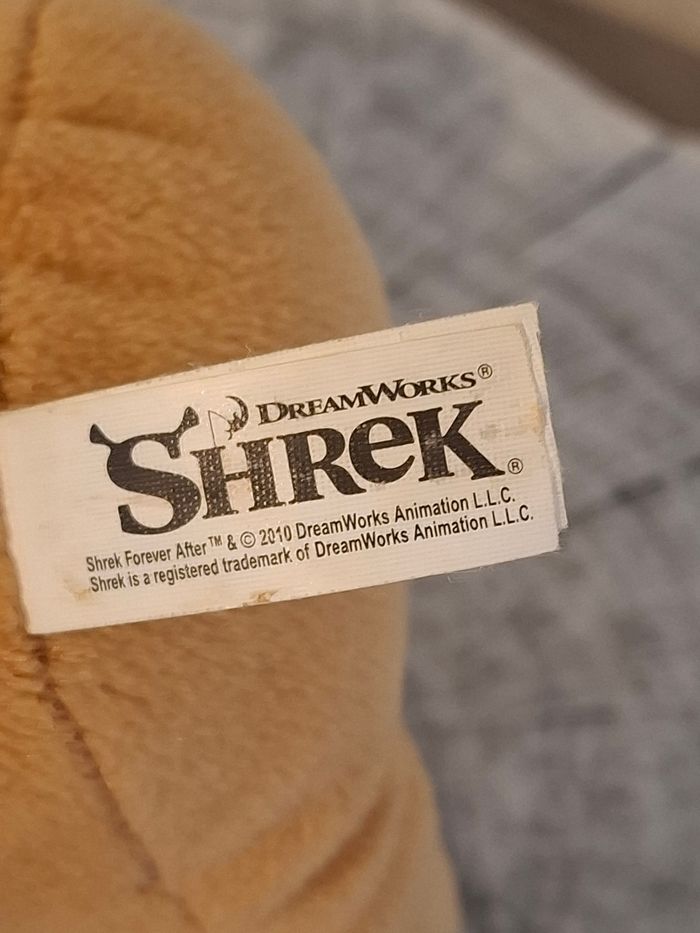 DREAMWORKS®
SHREK®
Shrek Forever After™ & © 2010 DreamWorks Animation L.L.C.
Shrek is a registered trademark of DreamWorks Animation L.L.C.